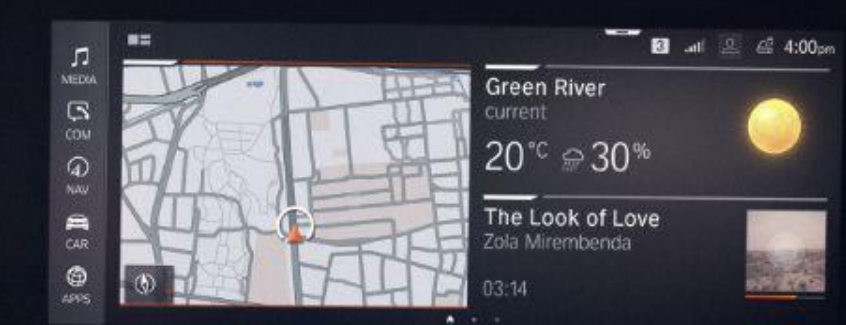 MEDIA
COM
NAV
CAR
APPS
3
4:00pm
Green River
current
20°C 30%
The Look of Love
Zola Mirembenda
03:14